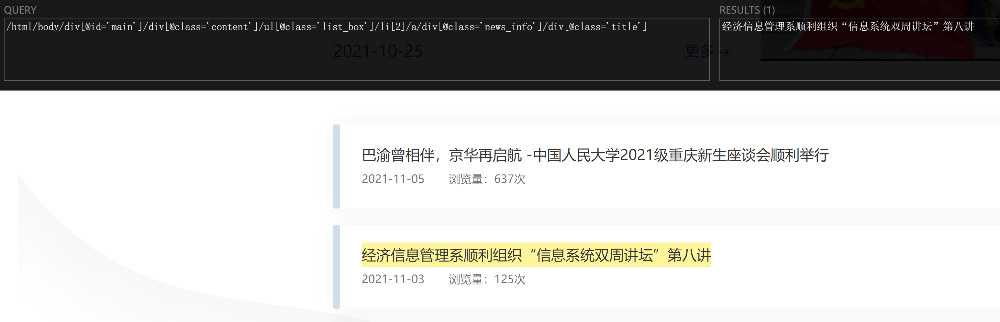 QUERY
RESULTS (1)
/html/body/div[@id='main']/div[@class='content']/ul[@class='list_box']/li[2]/a/div[@class='news_info']/div[@class='title']
经济信息管理系顺利组织“信息系统双周讲坛”第八讲
2021-10-25
更多→
巴渝曾相伴，京华再启航 -中国人民大学2021级重庆新生座谈会顺利举行
2021-11-05 浏览量：637次
经济信息管理系顺利组织“信息系统双周讲坛”第八讲
2021-11-03 浏览量：125次